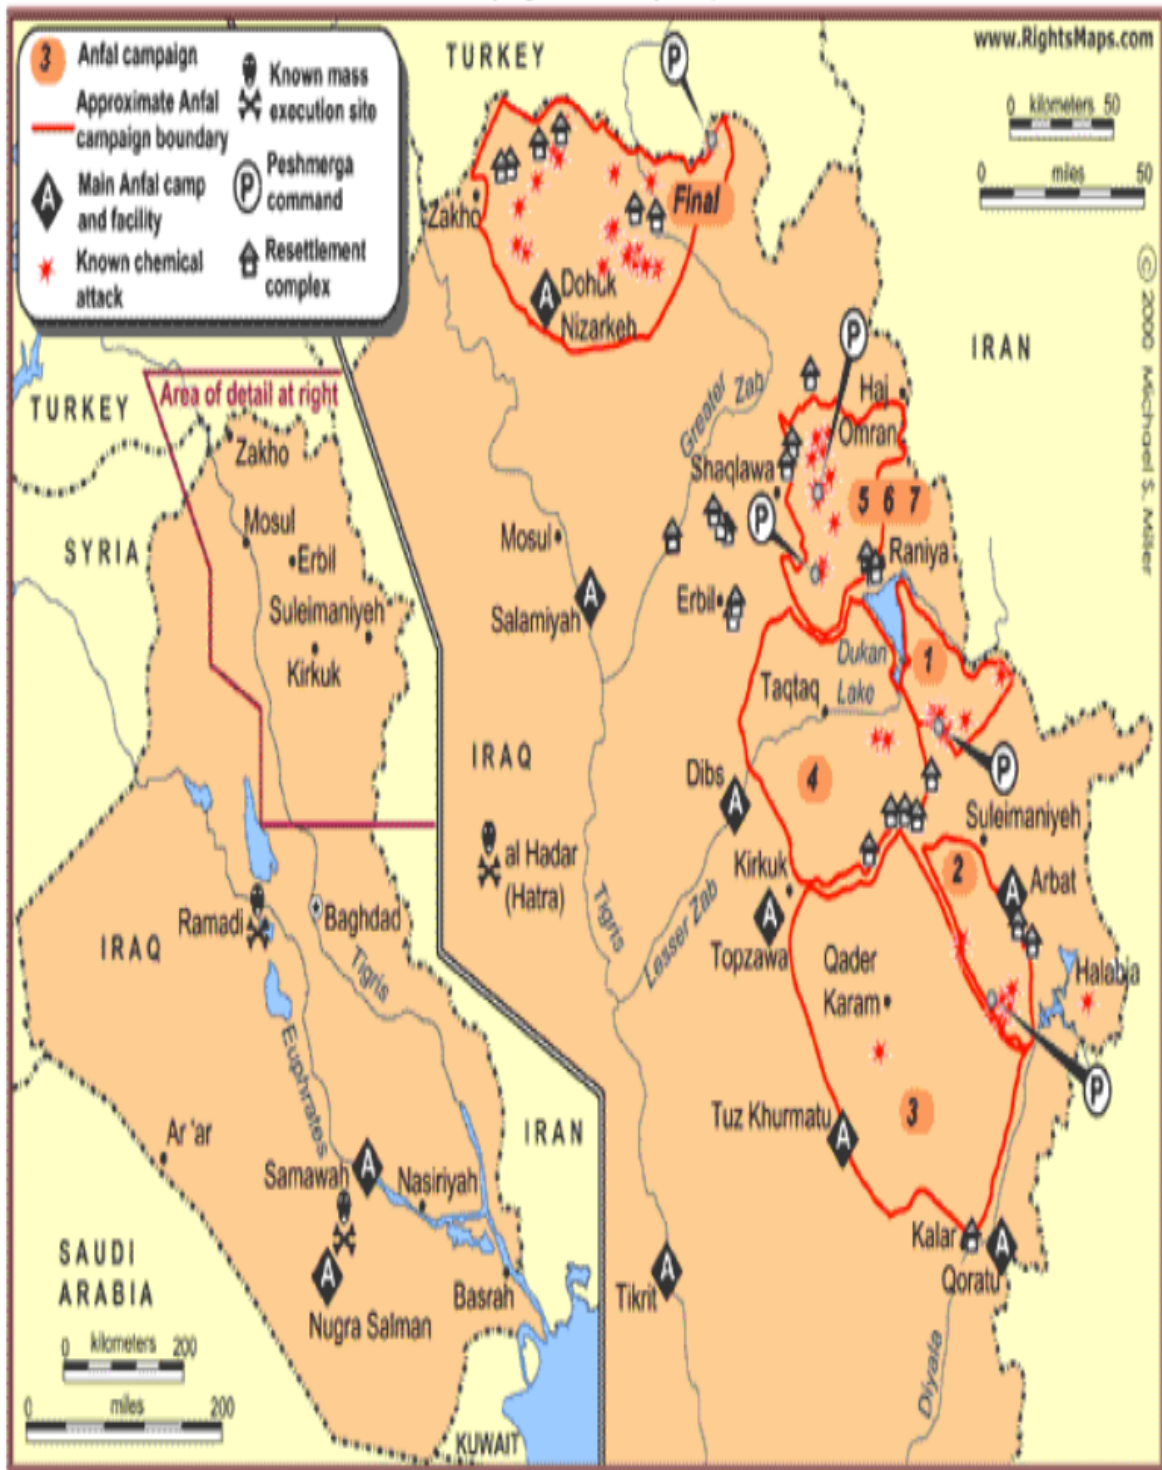 3 Anfal campaign
Approximate Anfal
campaign boundary
A Main Anfal camp
and facility
Known chemical
attack
Known mass
execution site
P Peshmerga
command
Resettlement
complex
www.RightsMaps.com
0 kilometers 50
0 miles 50
© 2000 Michael S. Miller
TURKEY
P
Zakho
Final
A Dohuk
Nizarkeh
IRAN
P
Haj
Omran
Greater Zab
Shaqlawa
5 6 7
P
Raniya
Mosul
Erbil
A
Salamiyah
Dukan
Lake
1
Taqtaq
IRAQ
4
P
Dibs
A
Suleimaniyeh
2
al Hadar
(Hatra)
Kirkuk
A Arbat
A
Topzawa
Tigris
Lesser Zab
Qader
Karam
Halabja
P
Tuz Khurmatu
A
3
Kalar
A
Qoratu
Tikrit
A
Diyala
TURKEY
Area of detail at right
Zakho
Mosul
SYRIA
Erbil
Suleimaniyeh
Kirkuk
Ramadi
Baghdad
IRAQ
Tigris
Euphrates
IRAN
Ar 'ar
Samawah
A
Nasiriyah
SAUDI
ARABIA
A
Nugra Salman
Basrah
0 kilometers 200
0 miles 200
KUWAIT